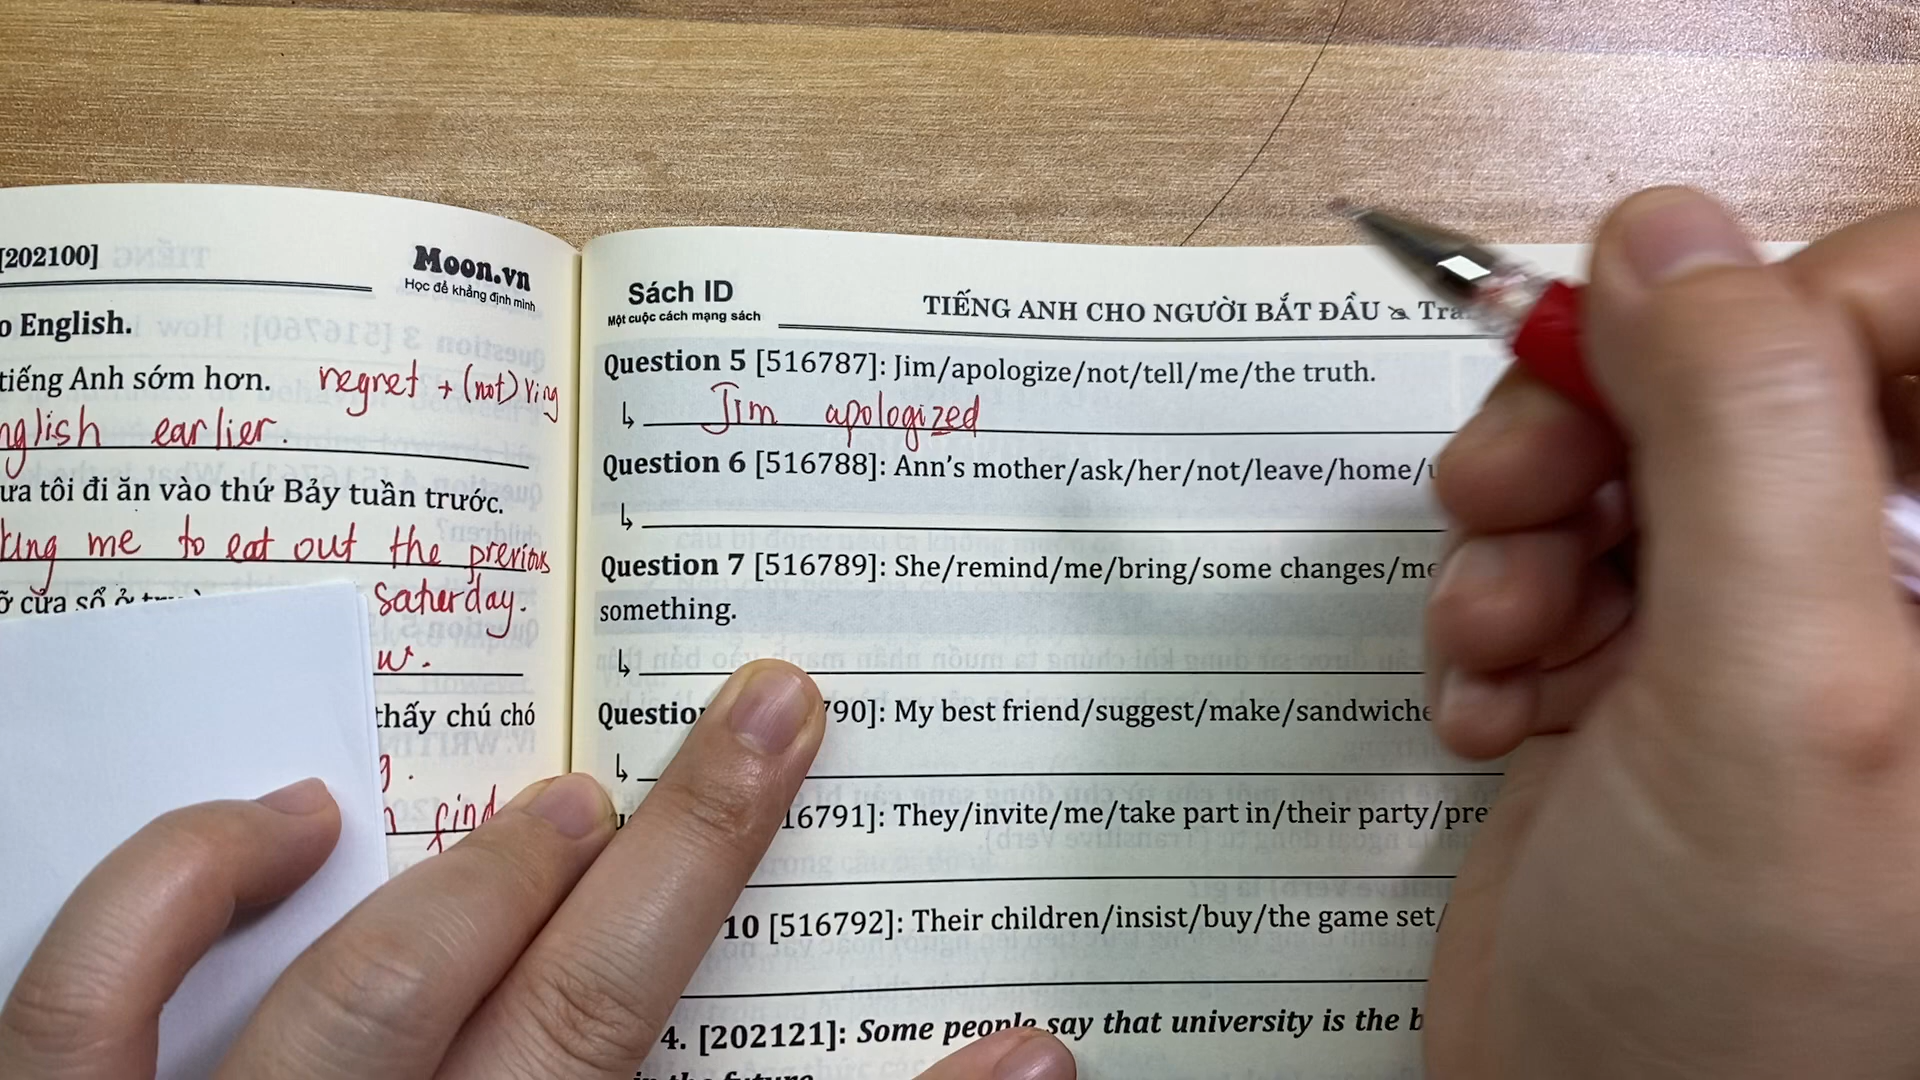 [202100]
Moon.vn
Học để khẳng định mình
English.
tiếng Anh sớm hơn. regret + (not) Ving
earlier.
tôi đi ăn vào thứ Bảy tuần trước.
me to eat out the previous
cửa sổ ở
saturday.
w.
thấy chú chó
g.
find
Sách ID
Một cuộc cách mạng sách
TIẾNG ANH CHO NGƯỜI BẮT ĐẦU
Question 5 [516787]: Jim/apologize/not/tell/me/the truth.
Jim apologized
Question 6 [516788]: Ann's mother/ask/her/not/leave/home/
Question 7 [516789]: She/remind/me/bring/some changes/
something.
790]: My best friend/suggest/make/
16791]: They/invite/me/take part in/their party/
10 [516792]: Their children/insist/buy/the game set/
4. [202121]: Some people say that university is the
in the future